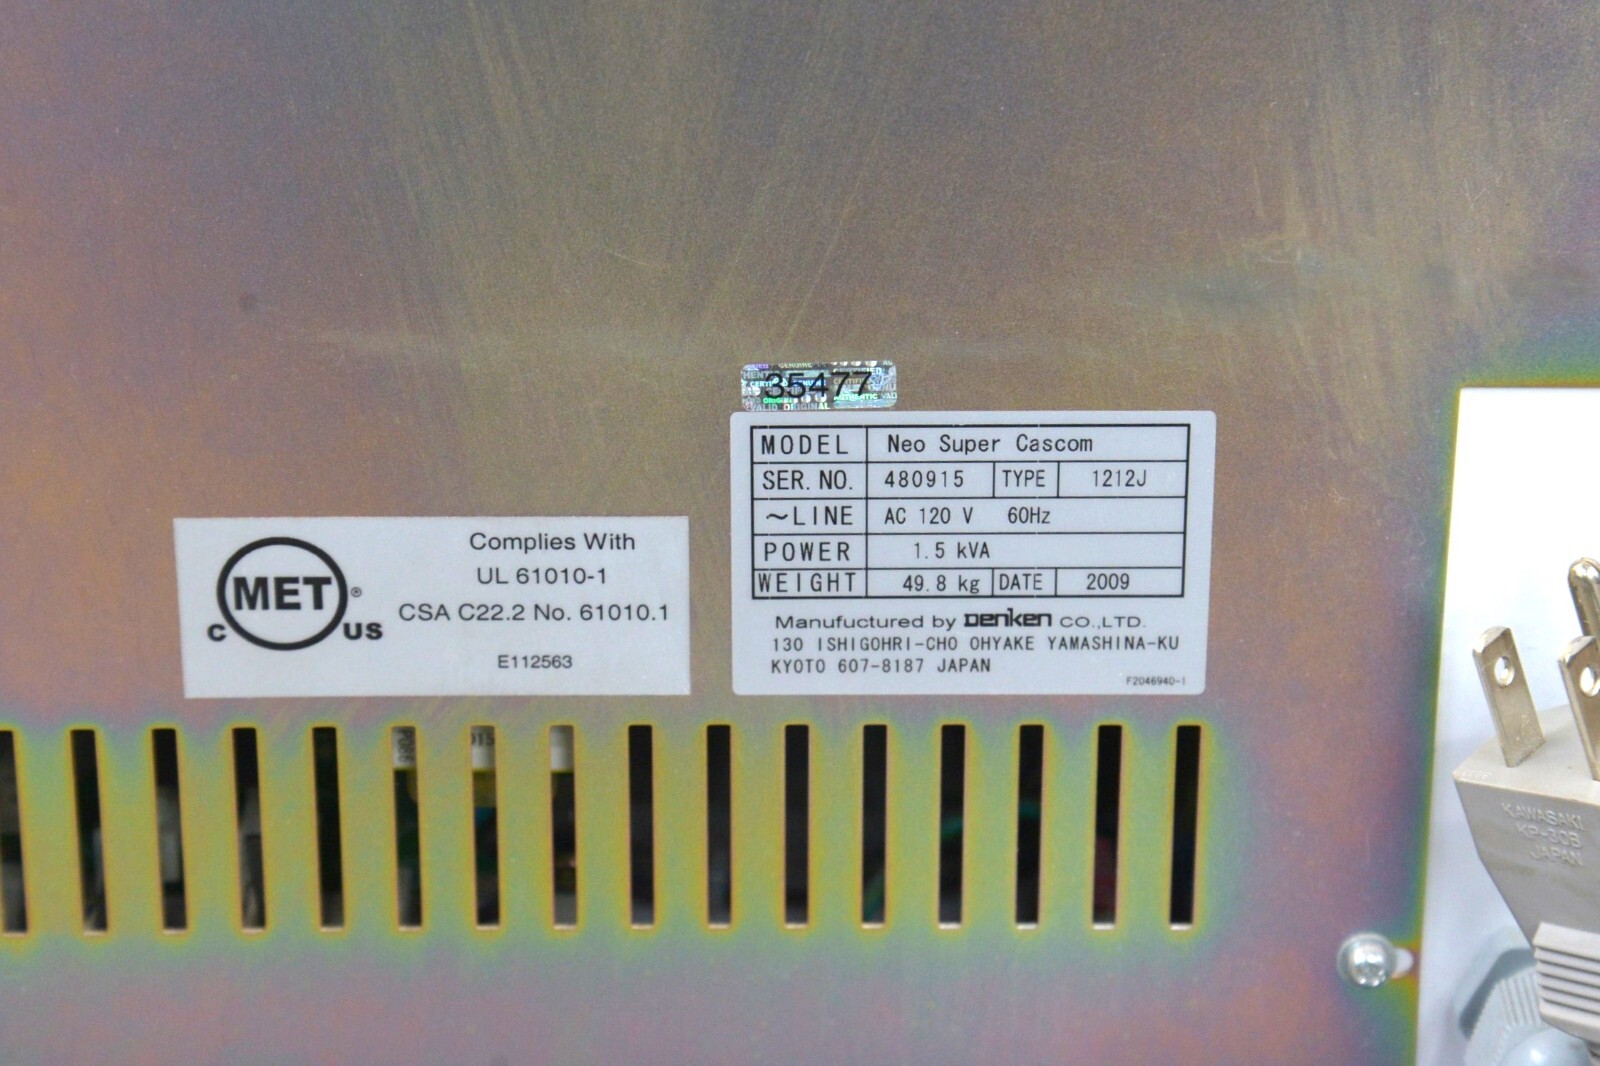 35477
MODEL Neo Super Cascom
SER. NO. 480915 TYPE 1212J
~LINE AC 120 V 60Hz
POWER 1.5 kVA
WEIGHT 49.8 kg DATE 2009
Manufuctured by DENKEN CO.,LTD.
130 ISHIGOHRI-CHO OHYAKE YAMASHINA-KU
KYOTO 607-8187 JAPAN
F2046940-1
MET ®
C US
Complies With
UL 61010-1
CSA C22.2 No. 61010.1
E112563
KAWASAKI
KP-30B
JAPAN